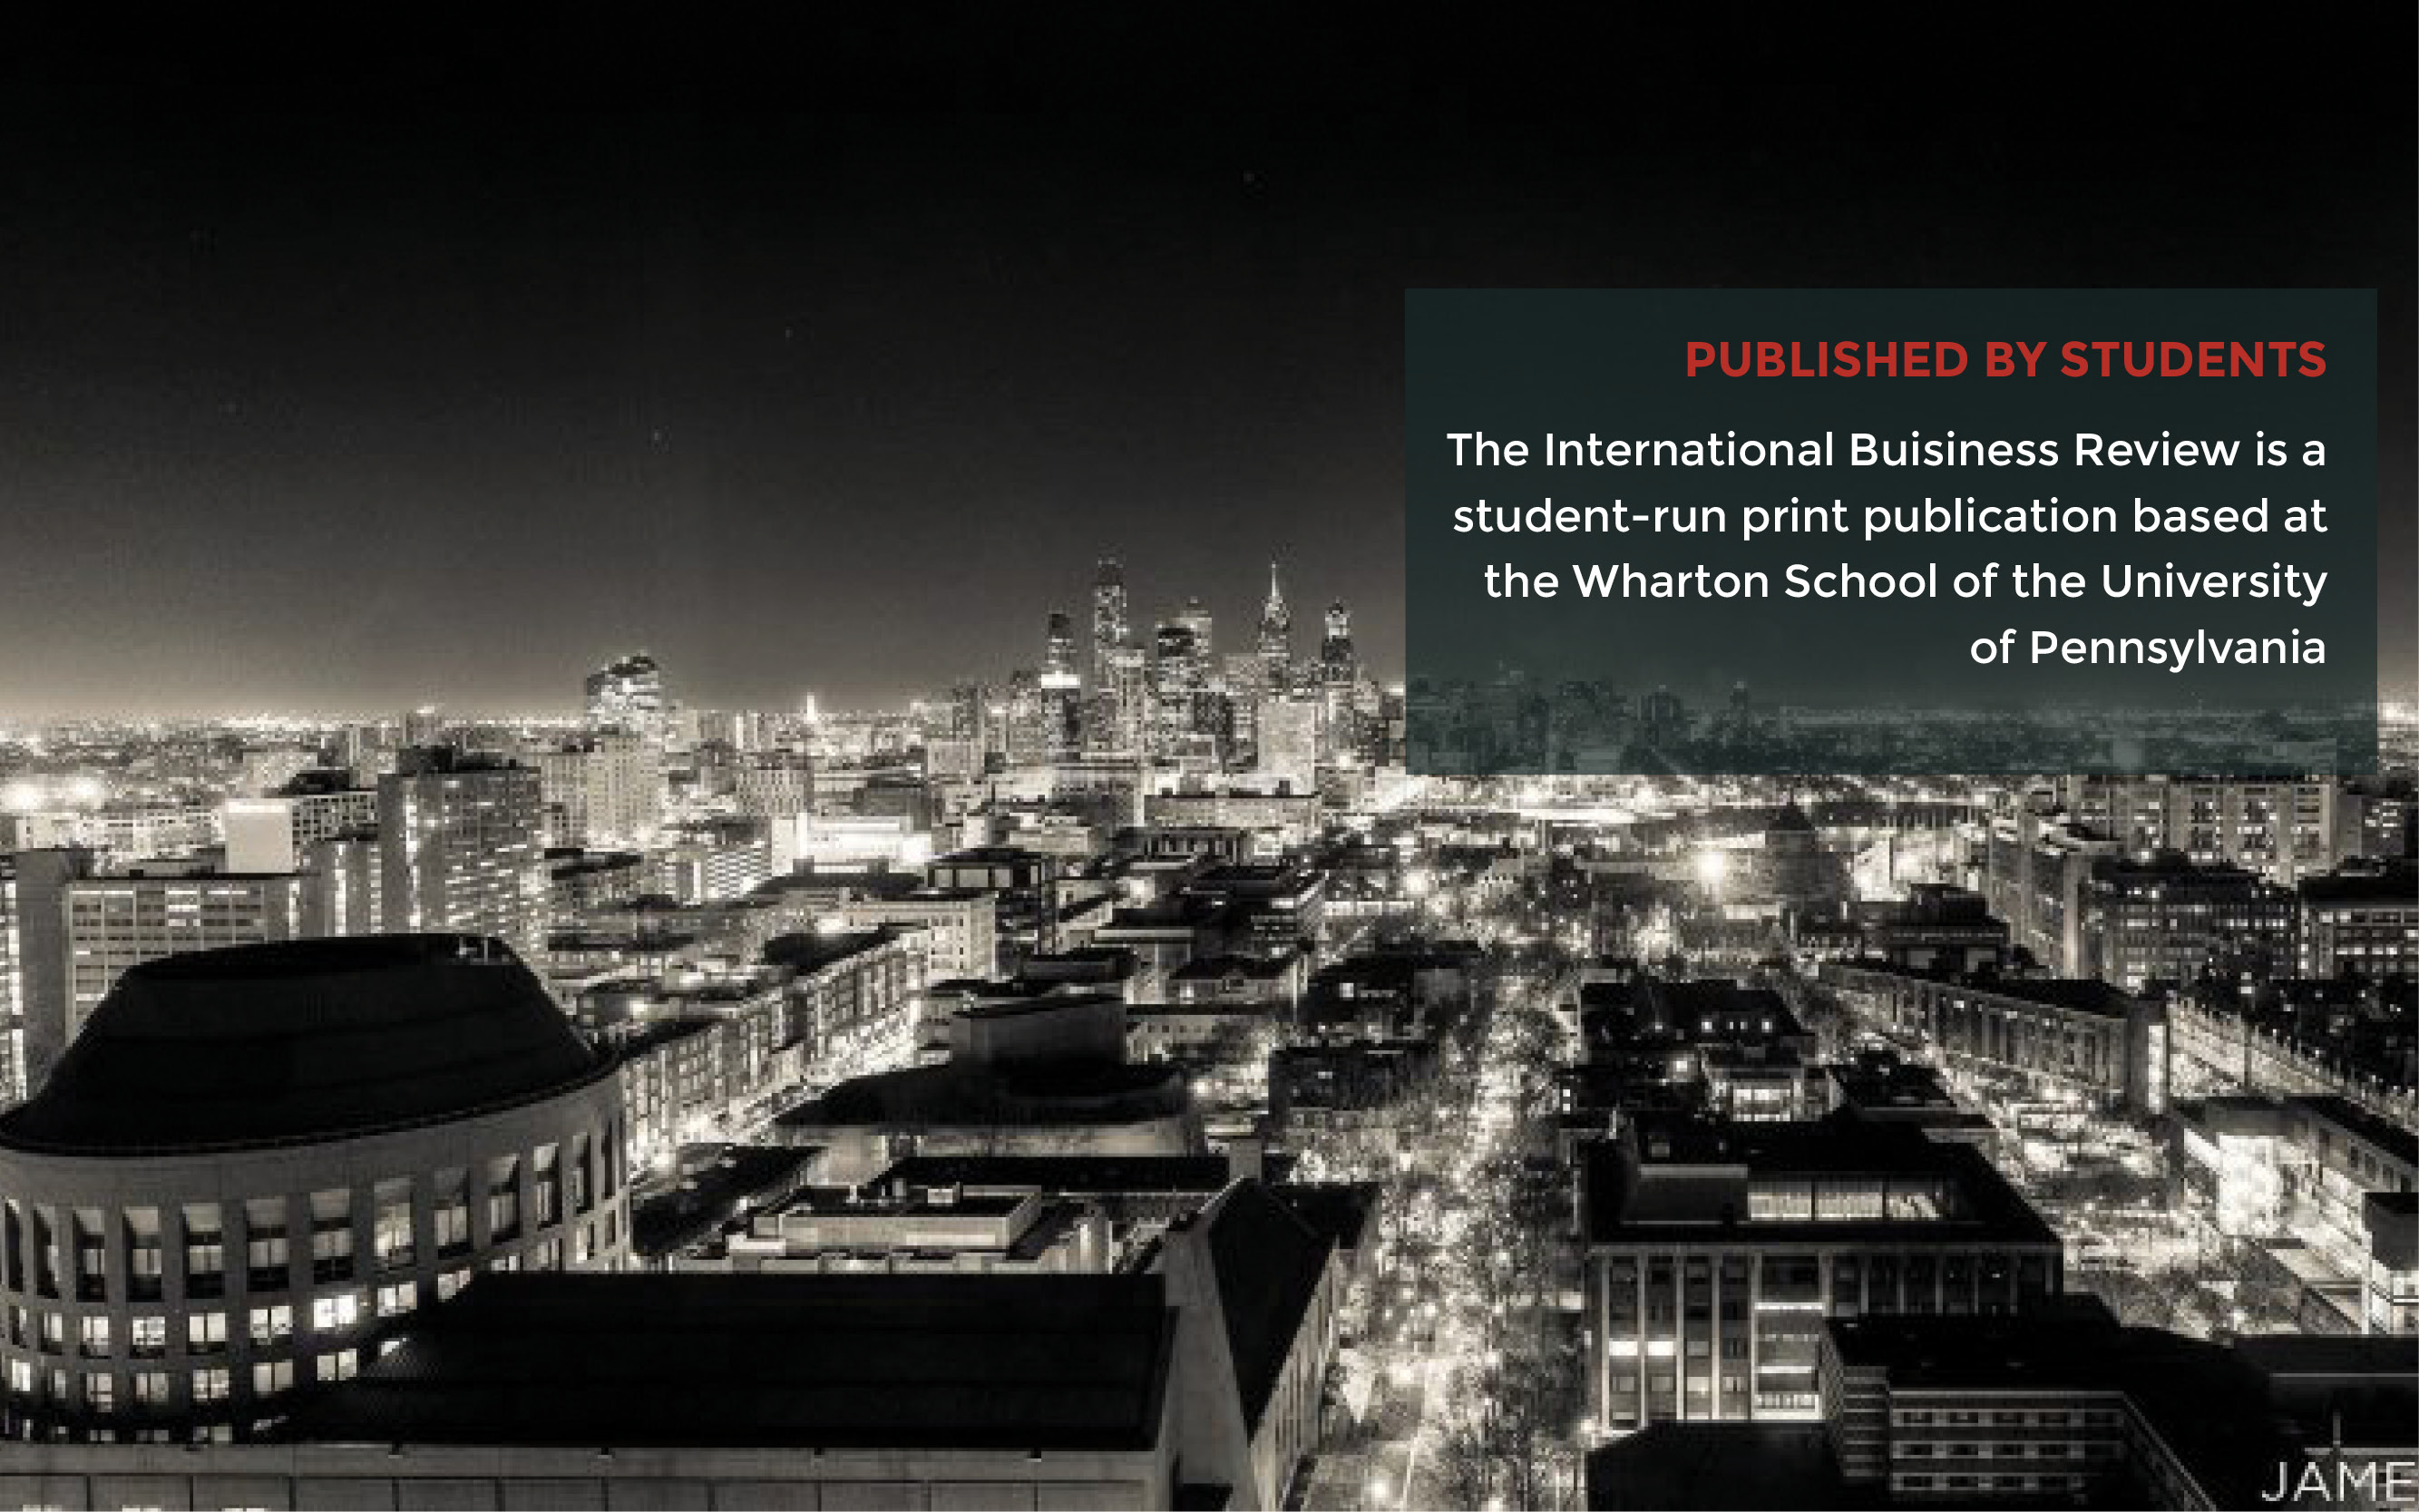 PUBLISHED BY STUDENTS
The International Buisiness Review is a
student-run print publication based at
the Wharton School of the University
of Pennsylvania
JAME